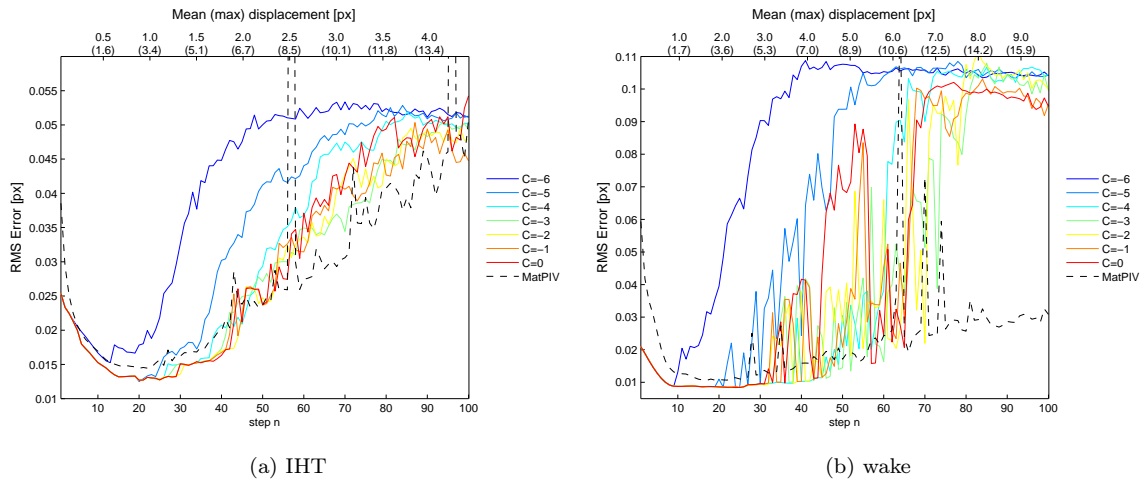 Mean (max) displacement [px]
0.5 1.0 1.5 2.0 2.5 3.0 3.5 4.0
(1.6) (3.4) (5.1) (6.7) (8.5) (10.1) (11.8) (13.4)
0.055
0.05
0.045
0.04
0.035
0.03
0.025
0.02
0.015
0.01
RMS Error [px]
10 20 30 40 50 60 70 80 90 100
step n
C=−6
C=−5
C=−4
C=−3
C=−2
C=−1
C=0
MatPIV
(a) IHT
Mean (max) displacement [px]
1.0 2.0 3.0 4.0 5.0 6.0 7.0 8.0 9.0
(1.7) (3.6) (5.3) (7.0) (8.9) (10.6) (12.5) (14.2) (15.9)
0.11
0.1
0.09
0.08
0.07
0.06
0.05
0.04
0.03
0.02
0.01
RMS Error [px]
10 20 30 40 50 60 70 80 90 100
step n
C=−6
C=−5
C=−4
C=−3
C=−2
C=−1
C=0
MatPIV
(b) wake